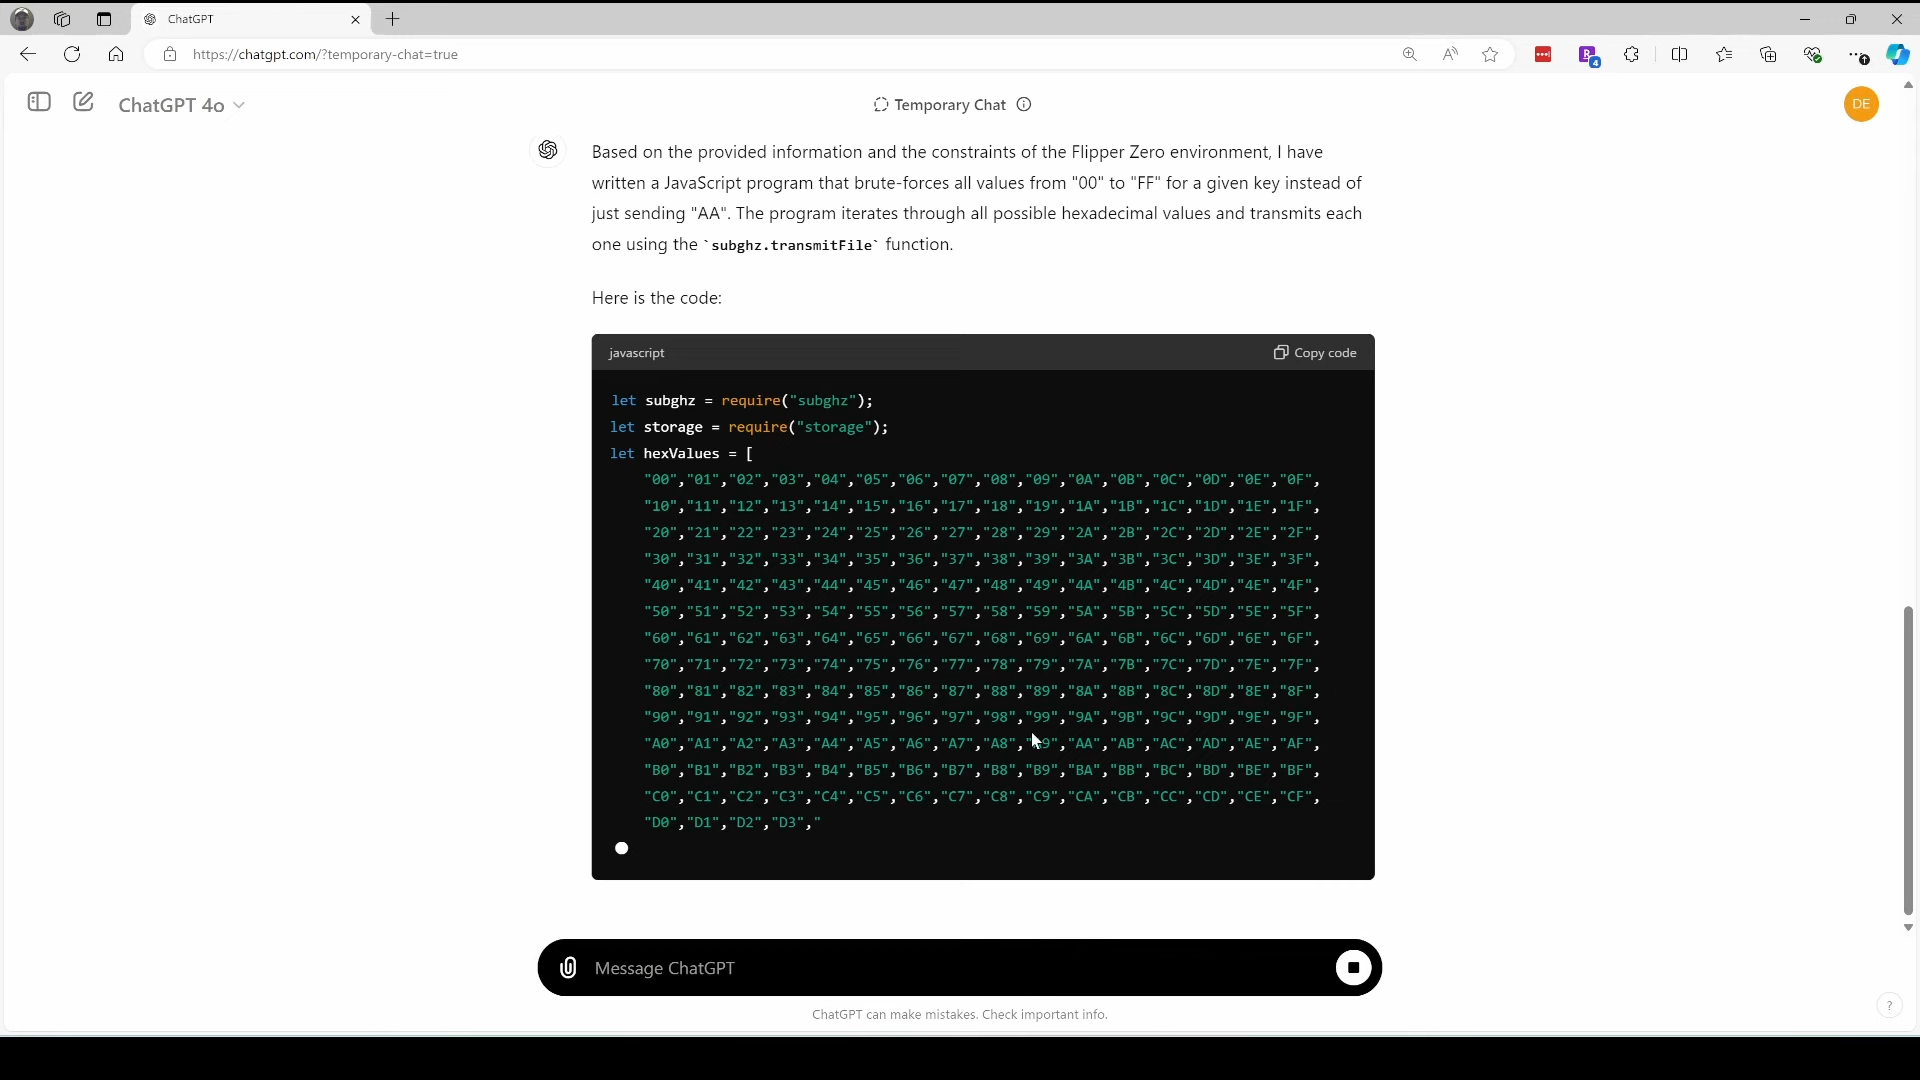 ChatGPT
https://chatgpt.com/?temporary-chat=true
4
ChatGPT 4o
Temporary Chat
DE
Based on the provided information and the constraints of the Flipper Zero environment, I have
written a JavaScript program that brute-forces all values from "00" to "FF" for a given key instead of
just sending "AA". The program iterates through all possible hexadecimal values and transmits each
one using the `subghz.transmitFile` function.
Here is the code:
javascript
Copy code
let subghz = require("subghz");
let storage = require("storage");
let hexValues = [
"00","01","02","03","04","05","06","07","08","09","0A","0B","0C","0D","0E","0F",
"10","11","12","13","14","15","16","17","18","19","1A","1B","1C","1D","1E","1F",
"20","21","22","23","24","25","26","27","28","29","2A","2B","2C","2D","2E","2F",
"30","31","32","33","34","35","36","37","38","39","3A","3B","3C","3D","3E","3F",
"40","41","42","43","44","45","46","47","48","49","4A","4B","4C","4D","4E","4F",
"50","51","52","53","54","55","56","57","58","59","5A","5B","5C","5D","5E","5F",
"60","61","62","63","64","65","66","67","68","69","6A","6B","6C","6D","6E","6F",
"70","71","72","73","74","75","76","77","78","79","7A","7B","7C","7D","7E","7F",
"80","81","82","83","84","85","86","87","88","89","8A","8B","8C","8D","8E","8F",
"90","91","92","93","94","95","96","97","98","99","9A","9B","9C","9D","9E","9F",
"A0","A1","A2","A3","A4","A5","A6","A7","A8","A9","AA","AB","AC","AD","AE","AF",
"B0","B1","B2","B3","B4","B5","B6","B7","B8","B9","BA","BB","BC","BD","BE","BF",
"C0","C1","C2","C3","C4","C5","C6","C7","C8","C9","CA","CB","CC","CD","CE","CF",
"D0","D1","D2","D3","
Message ChatGPT
ChatGPT can make mistakes. Check important info.
?